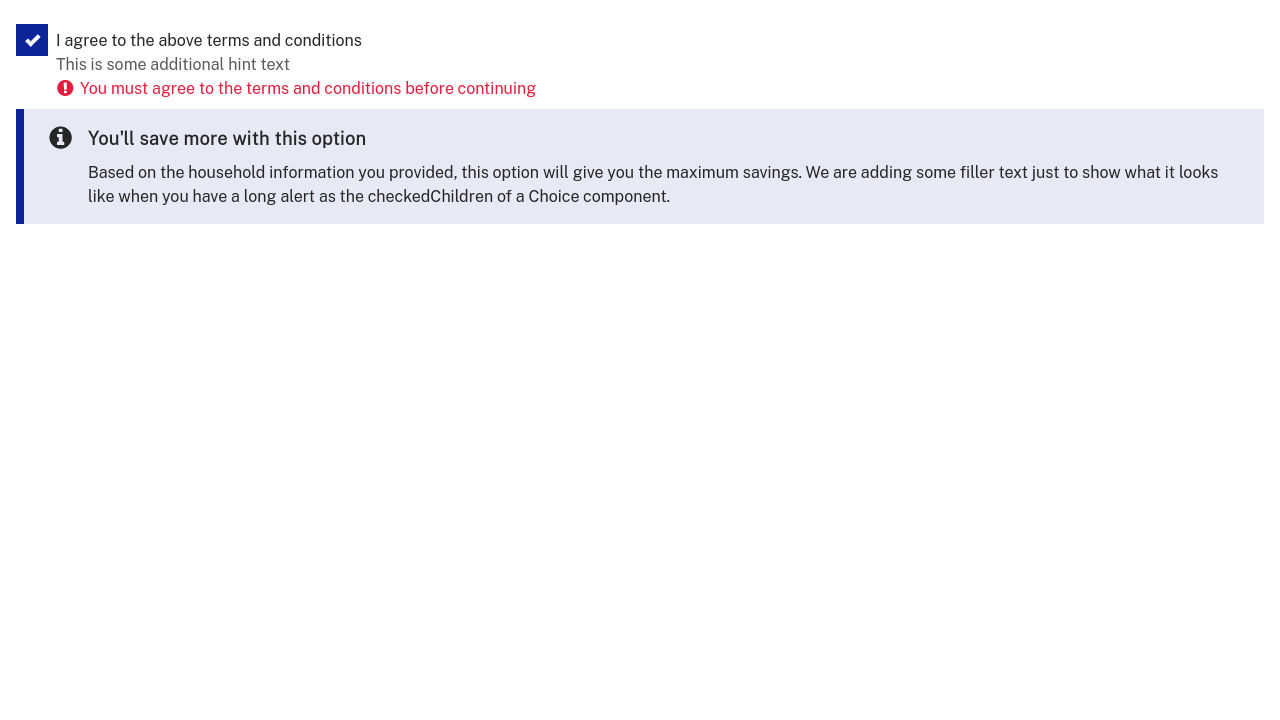 I agree to the above terms and conditions
This is some additional hint text
You must agree to the terms and conditions before continuing
You'll save more with this option
Based on the household information you provided, this option will give you the maximum savings. We are adding some filler text just to show what it looks
like when you have a long alert as the checkedChildren of a Choice component.